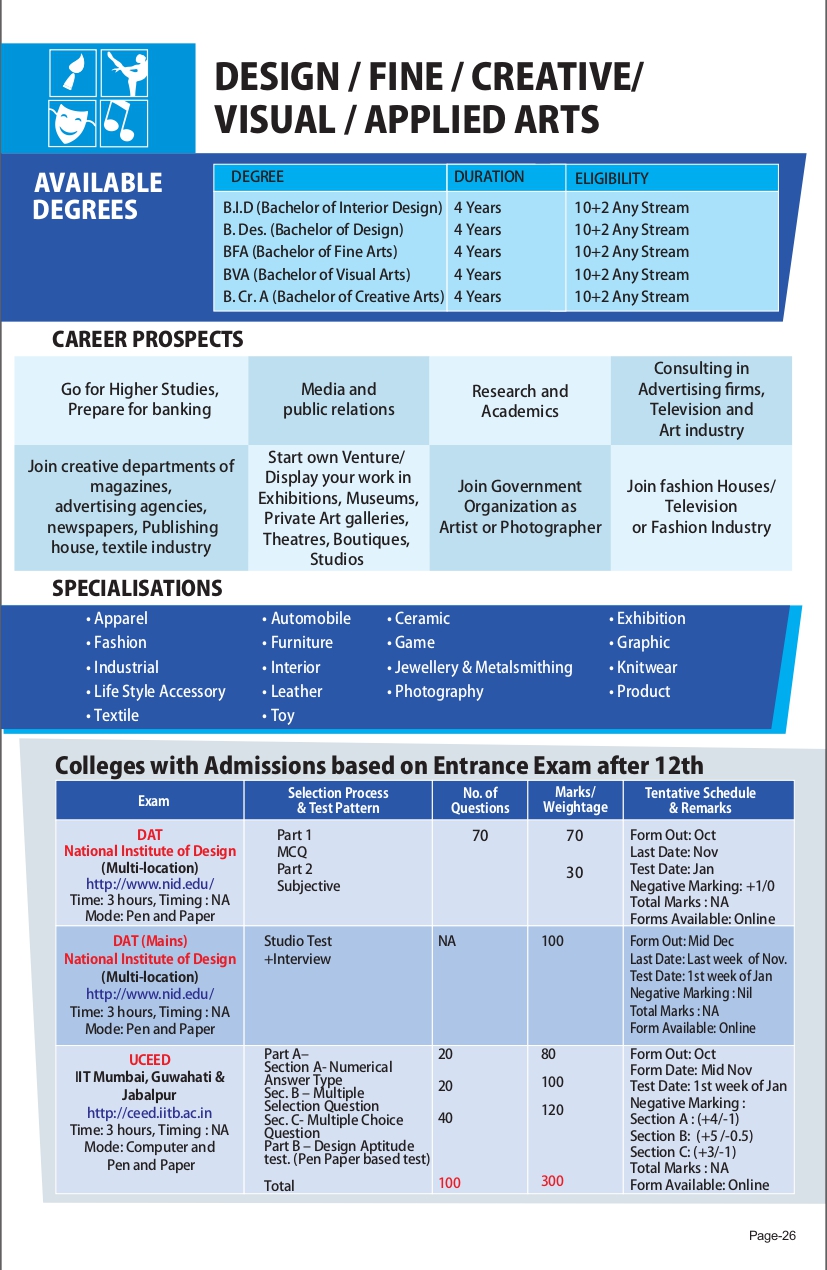 DESIGN / FINE / CREATIVE/
VISUAL / APPLIED ARTS
AVAILABLE
DEGREES
DEGREE DURATION ELIGIBILITY
B.I.D (Bachelor of Interior Design) 4 Years 10+2 Any Stream
B. Des. (Bachelor of Design) 4 Years 10+2 Any Stream
BFA (Bachelor of Fine Arts) 4 Years 10+2 Any Stream
BVA (Bachelor of Visual Arts) 4 Years 10+2 Any Stream
B. Cr. A (Bachelor of Creative Arts) 4 Years 10+2 Any Stream
CAREER PROSPECTS
Go for Higher Studies,
Prepare for banking
Media and
public relations
Research and
Academics
Consulting in
Advertising firms,
Television and
Art industry
Join creative departments of
magazines,
advertising agencies,
newspapers, Publishing
house, textile industry
Start own Venture/
Display your work in
Exhibitions, Museums,
Private Art galleries,
Theatres, Boutiques,
Studios
Join Government
Organization as
Artist or Photographer
Join fashion Houses/
Television
or Fashion Industry
SPECIALISATIONS
• Apparel • Automobile • Ceramic • Exhibition
• Fashion • Furniture • Game • Graphic
• Industrial • Interior • Jewellery & Metalsmithing • Knitwear
• Life Style Accessory • Leather • Photography • Product
• Textile • Toy
Colleges with Admissions based on Entrance Exam after 12th
Exam
Selection Process
& Test Pattern
No. of
Questions
Marks/
Weightage
Tentative Schedule
& Remarks
DAT
National Institute of Design
(Multi-location)
http://www.nid.edu/
Time: 3 hours, Timing : NA
Mode: Pen and Paper
Part 1
MCQ
Part 2
Subjective
70
70
30
Form Out: Oct
Last Date: Nov
Test Date: Jan
Negative Marking: +1/0
Total Marks : NA
Forms Available: Online
DAT (Mains)
National Institute of Design
(Multi-location)
http://www.nid.edu/
Time: 3 hours, Timing : NA
Mode: Pen and Paper
Studio Test
+Interview
NA
100
Form Out: Mid Dec
Last Date: Last week of Nov.
Test Date: 1st week of Jan
Negative Marking : Nil
Total Marks : NA
Form Available: Online
UCEED
IIT Mumbai, Guwahati &
Jabalpur
http://ceed.iitb.ac.in
Time: 3 hours, Timing : NA
Mode: Computer and
Pen and Paper
Part A–
Section A- Numerical
Answer Type
Sec. B – Multiple
Selection Question
Sec. C- Multiple Choice
Question
Part B – Design Aptitude
test. (Pen Paper based test)
Total
20
20
40
100
80
100
120
300
Form Out: Oct
Form Date: Mid Nov
Test Date: 1st week of Jan
Negative Marking :
Section A : (+4/-1)
Section B: (+5 /-0.5)
Section C: (+3/-1)
Total Marks : NA
Form Available: Online
Page-26